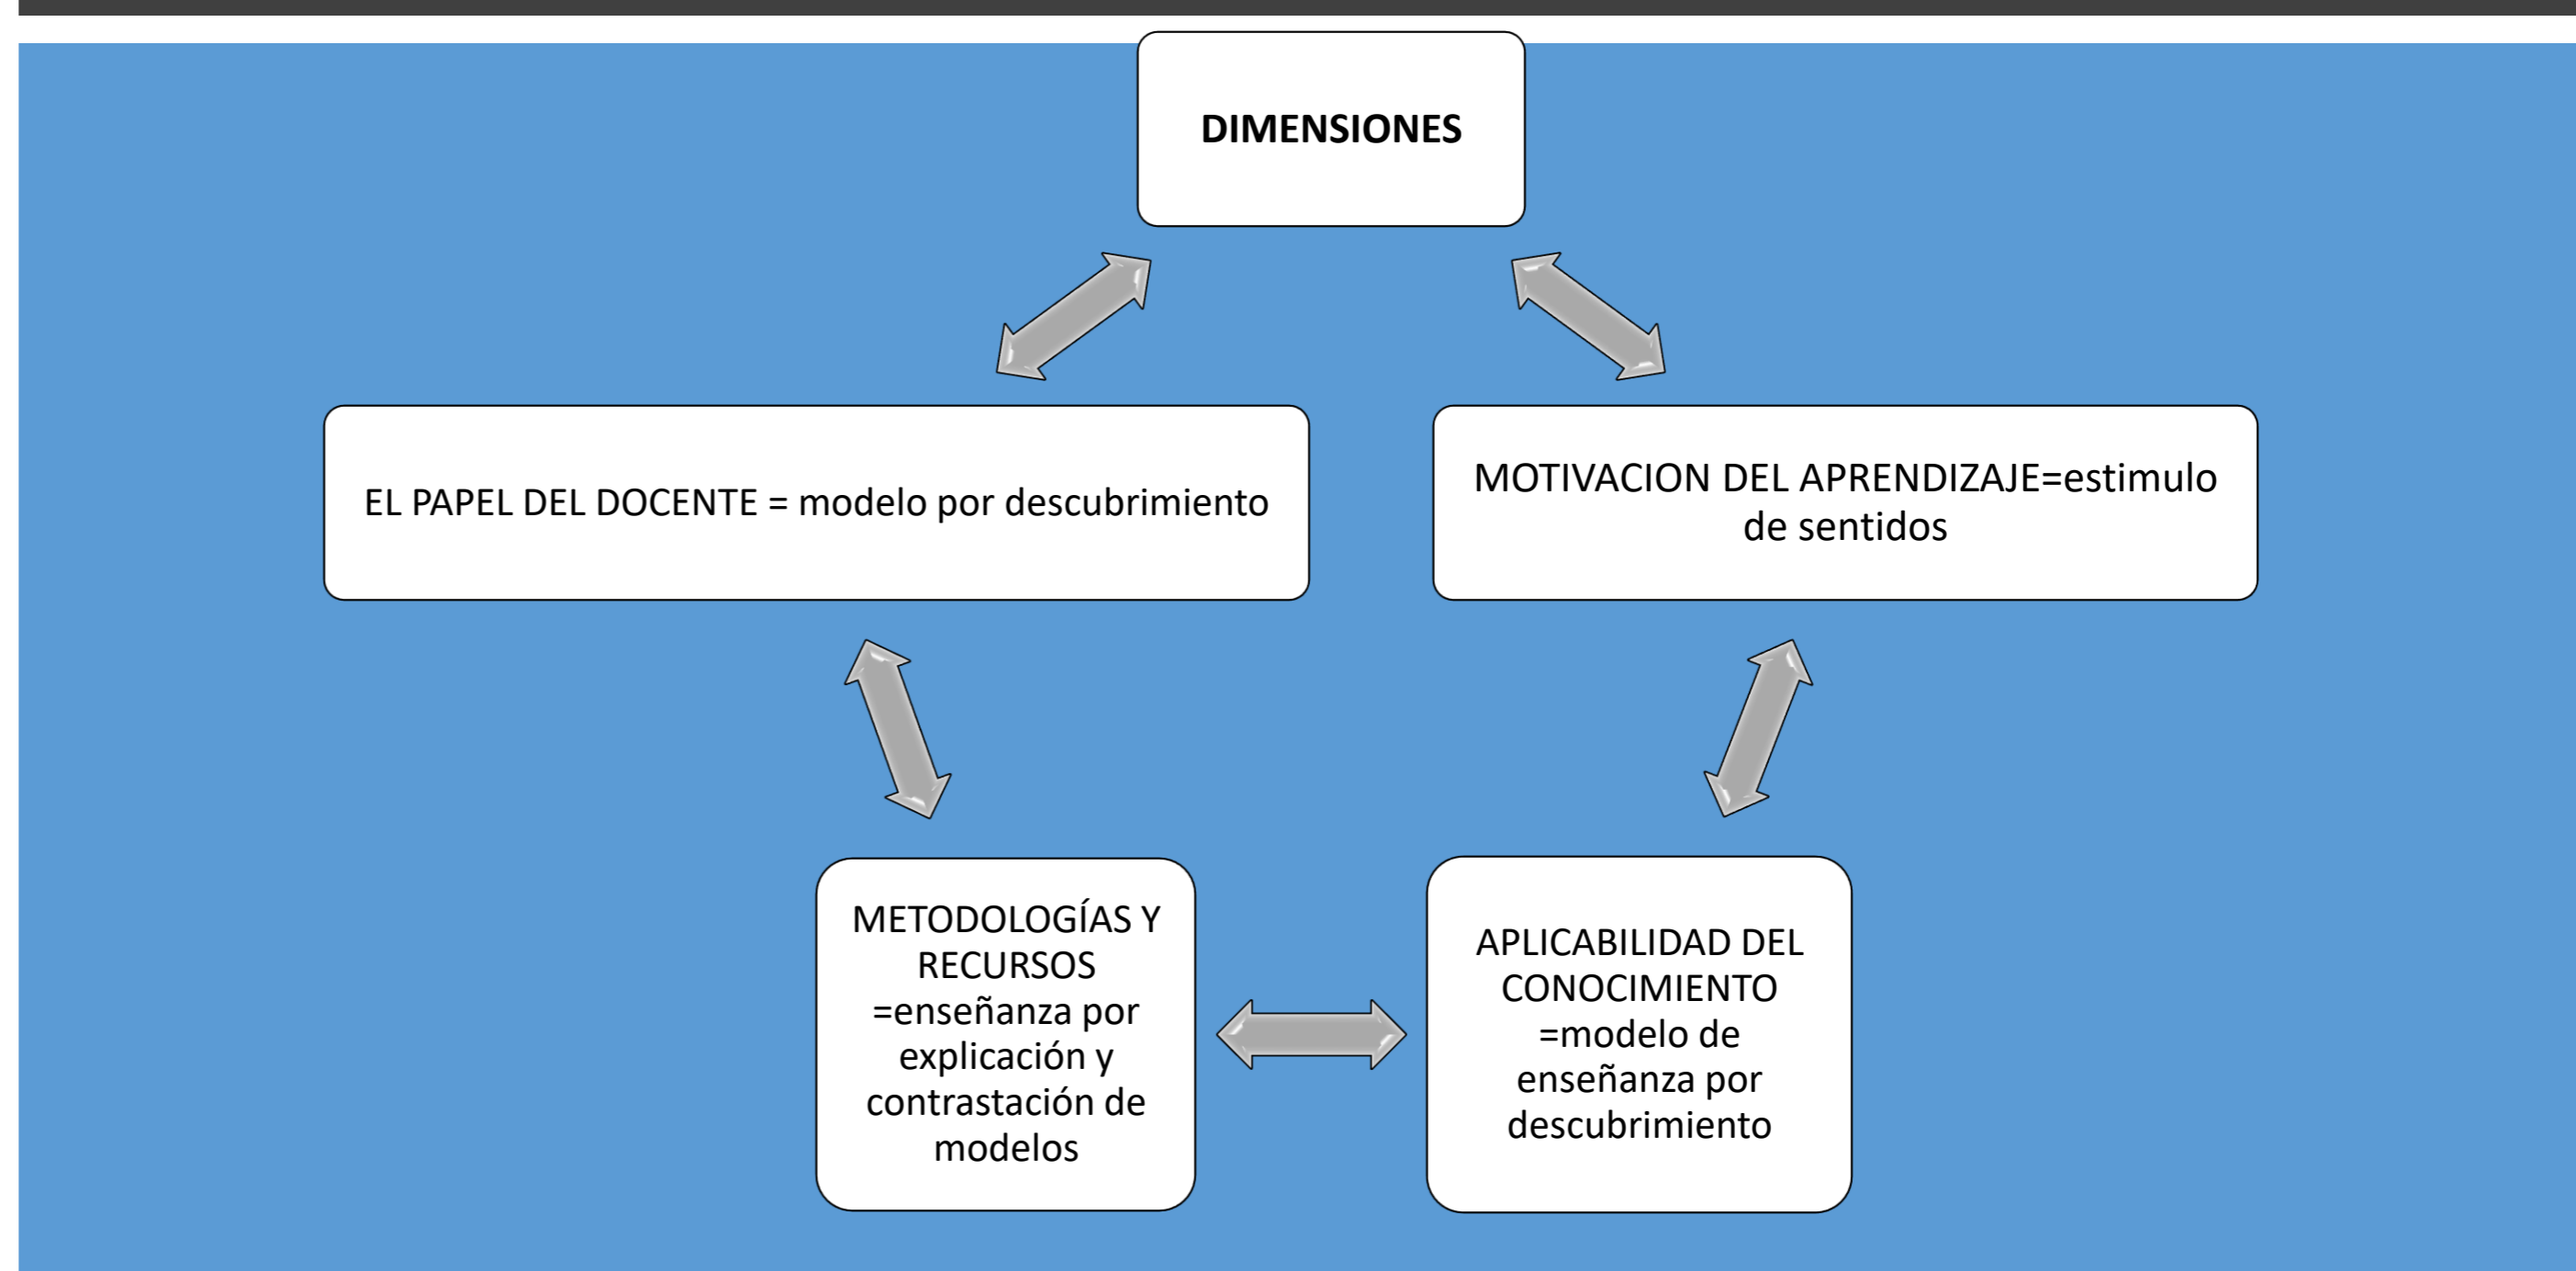 DIMENSIONES
EL PAPEL DEL DOCENTE = modelo por descubrimiento
MOTIVACION DEL APRENDIZAJE=estimulo
de sentidos
METODOLOGÍAS Y
RECURSOS
=enseñanza por
explicación y
contrastación de
modelos
APLICABILIDAD DEL
CONOCIMIENTO
=modelo de
enseñanza por
descubrimiento